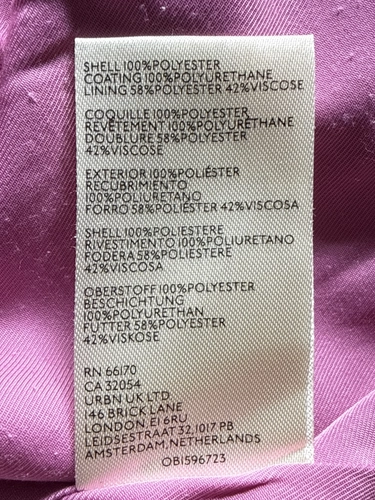 SHELL 100%POLYESTER
COATING 100%POLYURETHANE
LINING 58%POLYESTER 42%VISCOSE
COQUILLE 100%POLYESTER
REVÊTEMENT 100%POLYURÉTHANE
DOUBLURE 58%POLYESTER
42%VISCOSE
EXTERIOR 100%POLIÉSTER
RECUBRIMIENTO
100%POLIURETANO
FORRO 58%POLIÉSTER 42%VISCOSA
SHELL 100%POLIESTERE
RIVESTIMENTO 100%POLIURETANO
FODERA 58%POLIESTERE
42%VISCOSA
OBERSTOFF 100%POLYESTER
BESCHICHTUNG
100%POLYURETHAN
FUTTER 58%POLYESTER
42%VISKOSE
RN 66170
CA 32054
URBN UK LTD
146 BRICK LANE
LONDON. E1 6RU
LEIDSESTRAAT 32, 1017 PB
AMSTERDAM, NETHERLANDS
OB1596723